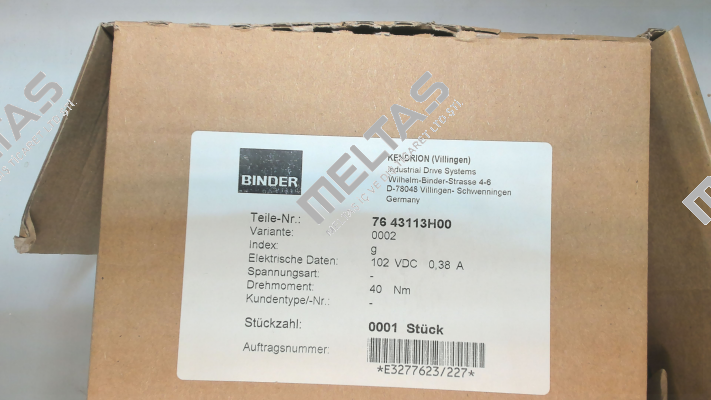 BINDER
KENDRION (Villingen)
Industrial Drive Systems
Wilhelm-Binder-Strasse 4-6
D-78048 Villingen- Schwenningen
Germany
Teile-Nr.: 76 43113H00
Variante: 0002
Index: g
Elektrische Daten: 102 VDC 0,38 A
Spannungsart: -
Drehmoment: 40 Nm
Kundentype/-Nr.: -
Stückzahl: 0001 Stück
Auftragsnummer:
*E3277623/227*
MELTAS